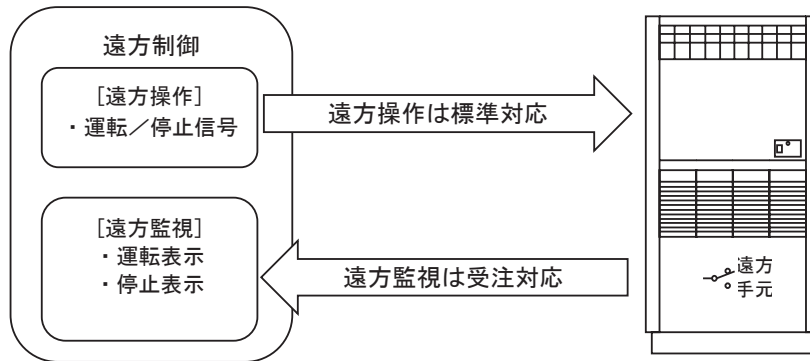 遠方制御
［遠方操作］
・運転／停止信号
遠方操作は標準対応
［遠方監視］
・運転表示
・停止表示
遠方監視は受注対応
遠方
手元